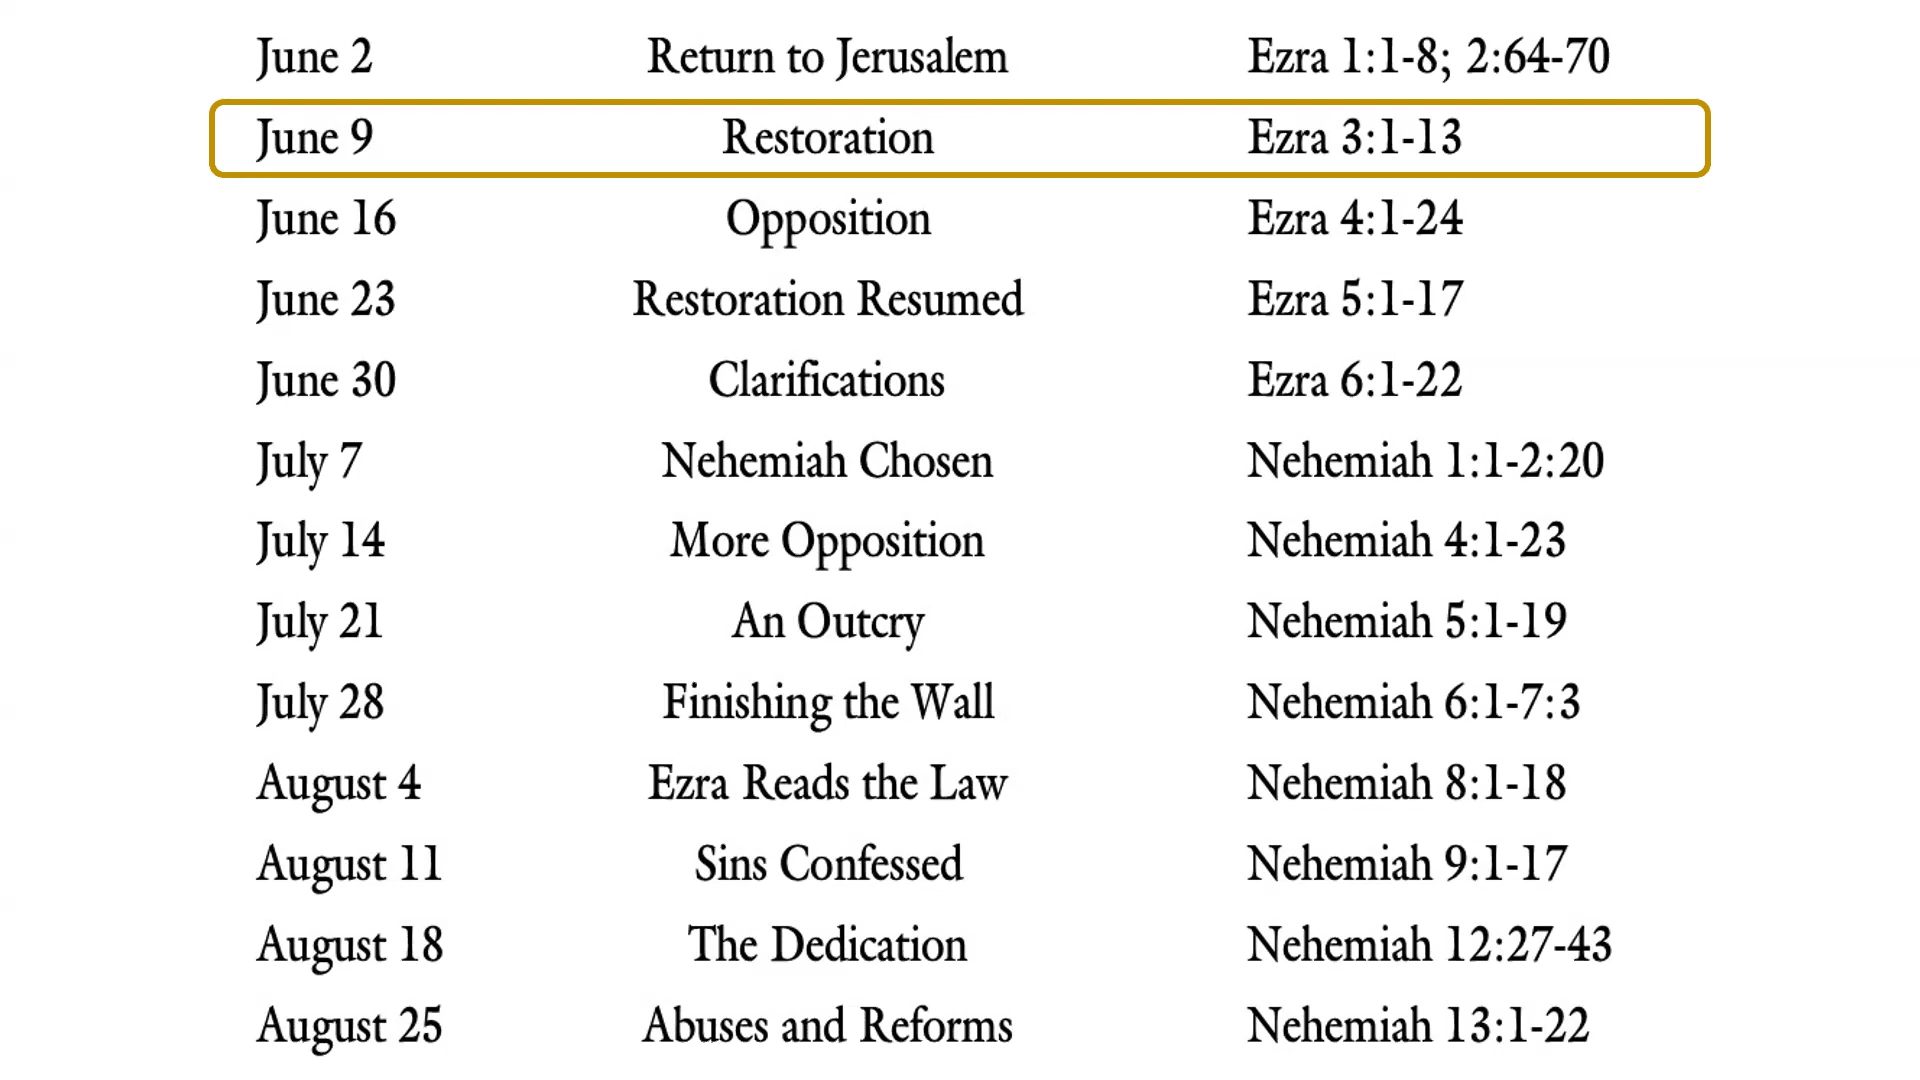 June 2 Return to Jerusalem Ezra 1:1-8; 2:64-70
June 9 Restoration Ezra 3:1-13
June 16 Opposition Ezra 4:1-24
June 23 Restoration Resumed Ezra 5:1-17
June 30 Clarifications Ezra 6:1-22
July 7 Nehemiah Chosen Nehemiah 1:1-2:20
July 14 More Opposition Nehemiah 4:1-23
July 21 An Outcry Nehemiah 5:1-19
July 28 Finishing the Wall Nehemiah 6:1-7:3
August 4 Ezra Reads the Law Nehemiah 8:1-18
August 11 Sins Confessed Nehemiah 9:1-17
August 18 The Dedication Nehemiah 12:27-43
August 25 Abuses and Reforms Nehemiah 13:1-22